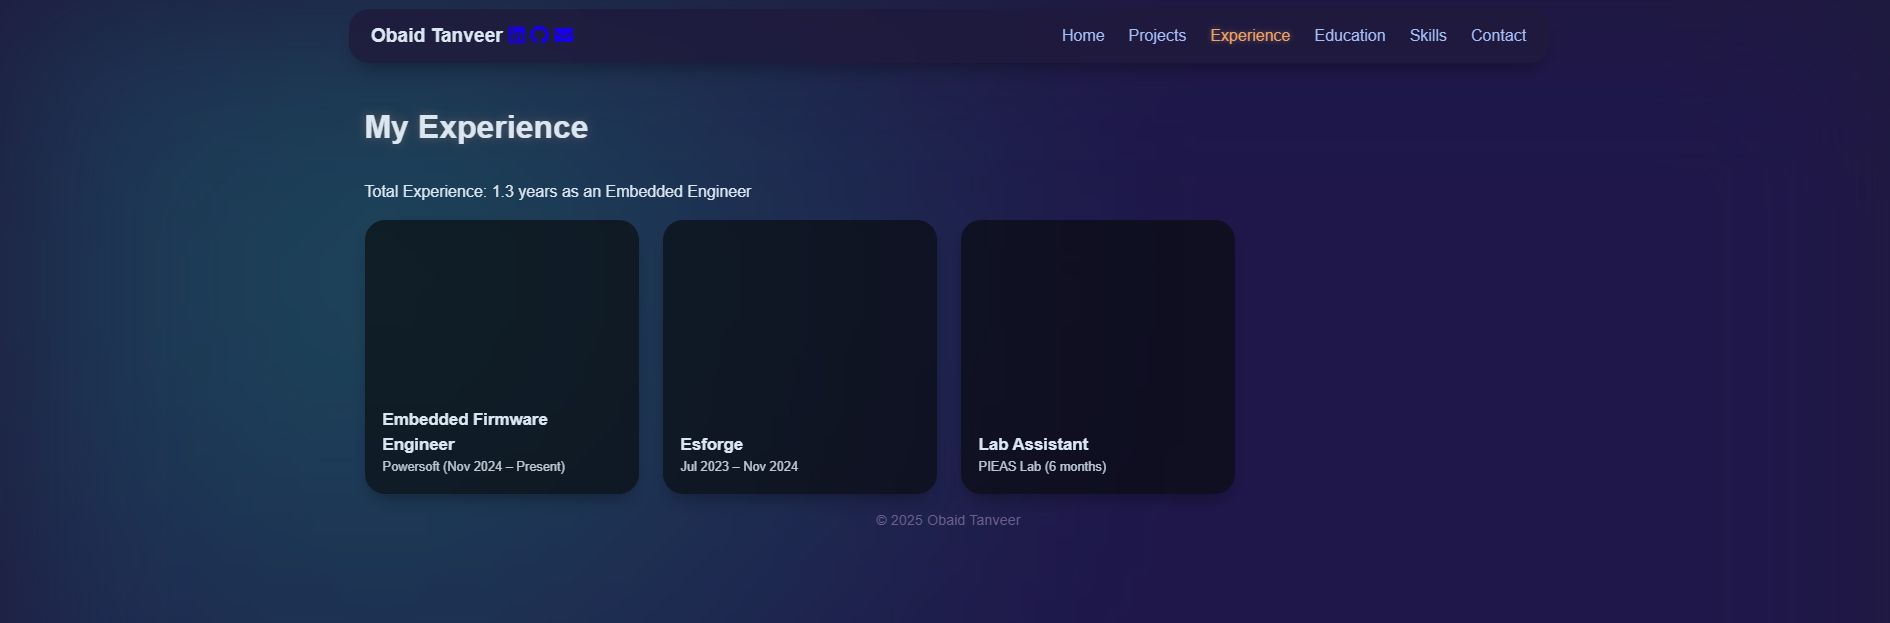 Obaid Tanveer
Home Projects Experience Education Skills Contact
My Experience
Total Experience: 1.3 years as an Embedded Engineer
Embedded Firmware
Engineer
Powersoft (Nov 2024 – Present)
Esforge
Jul 2023 – Nov 2024
Lab Assistant
PIEAS Lab (6 months)
© 2025 Obaid Tanveer